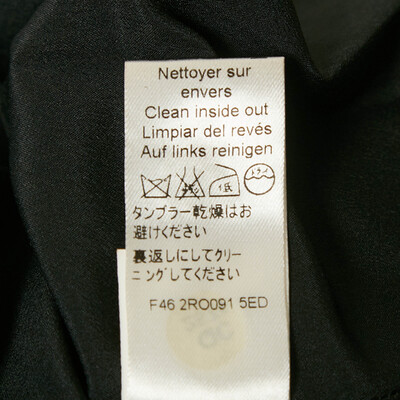 Nettoyer sur
envers
Clean inside out
Limpiar del revés
Auf links reinigen
タンブラー乾燥はお
避けください
裏返しにしてクリー
ニングしてください
F46 2RO091 5ED